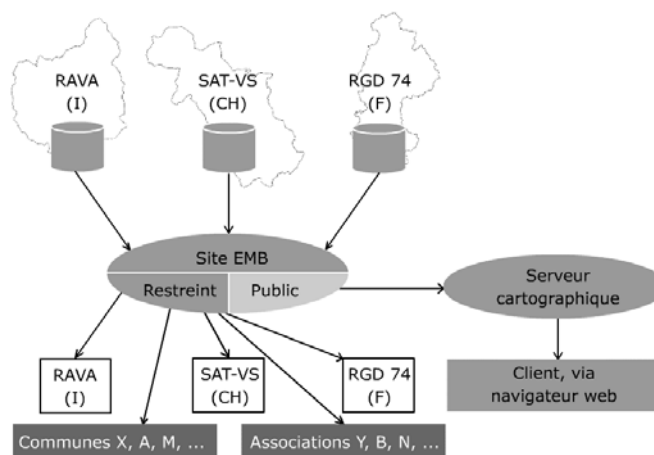 RAVA
(I)
SAT-VS
(CH)
RGD 74
(F)
Site EMB
Restreint
Public
Serveur
cartographique
RAVA
(I)
SAT-VS
(CH)
RGD 74
(F)
Client, via
navigateur web
Communes X, A, M, ...
Associations Y, B, N, ...